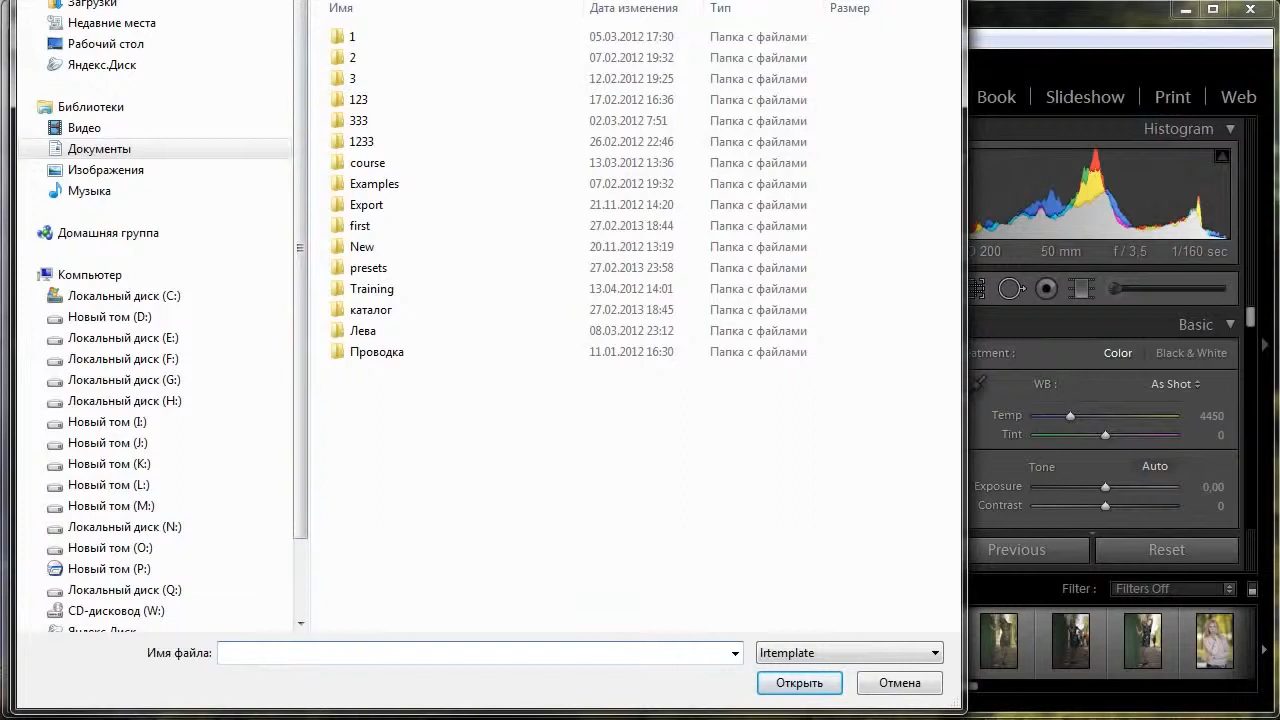 Загрузки
Недавние места
Рабочий стол
Яндекс.Диск
Библиотеки
Видео
Документы
Изображения
Музыка
Домашняя группа
Компьютер
Локальный диск (C:)
Новый том (D:)
Локальный диск (E:)
Локальный диск (F:)
Локальный диск (G:)
Локальный диск (H:)
Новый том (I:)
Новый том (J:)
Новый том (K:)
Новый том (L:)
Новый том (M:)
Локальный диск (N:)
Новый том (O:)
Новый том (P:)
Локальный диск (Q:)
CD-дисковод (W:)
Яндекс.Диск
Имя Дата изменения Тип Размер
1 05.03.2012 17:30 Папка с файлами
2 07.02.2012 19:32 Папка с файлами
3 12.02.2012 19:25 Папка с файлами
123 17.02.2012 16:36 Папка с файлами
333 02.03.2012 7:51 Папка с файлами
1233 26.02.2012 22:46 Папка с файлами
course 13.03.2012 13:36 Папка с файлами
Examples 07.02.2012 19:32 Папка с файлами
Export 21.11.2012 14:20 Папка с файлами
first 27.02.2013 18:44 Папка с файлами
New 20.11.2012 13:19 Папка с файлами
presets 27.02.2013 23:58 Папка с файлами
Training 13.04.2012 14:01 Папка с файлами
каталог 27.02.2013 18:45 Папка с файлами
Лева 08.03.2012 23:12 Папка с файлами
Проводка 11.01.2012 16:30 Папка с файлами
Имя файла: lrtemplate
Открыть Отмена
Book Slideshow Print Web
Histogram
200 50 mm f / 3,5 1/160 sec
Basic
atment : Color Black & White
WB : As Shot
Temp 4450
Tint 0
Tone Auto
Exposure 0,00
Contrast 0
Previous Reset
Filter : Filters Off